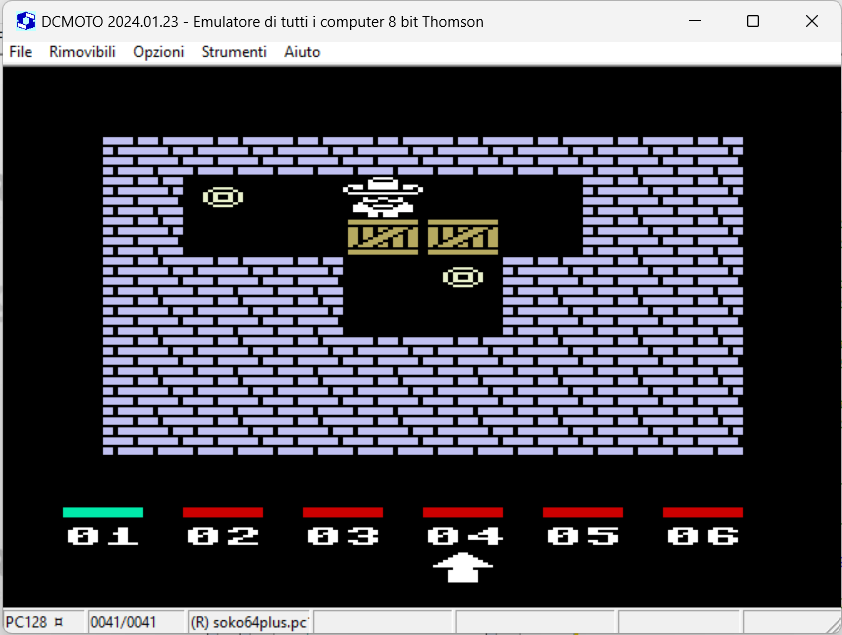 DCMOTO 2024.01.23 - Emulatore di tutti i computer 8 bit Thomson
File Rimovibili Opzioni Strumenti Aiuto
01 02 03 04 05 06
PC128 ¤ 0041/0041 (R) soko64plus.pc